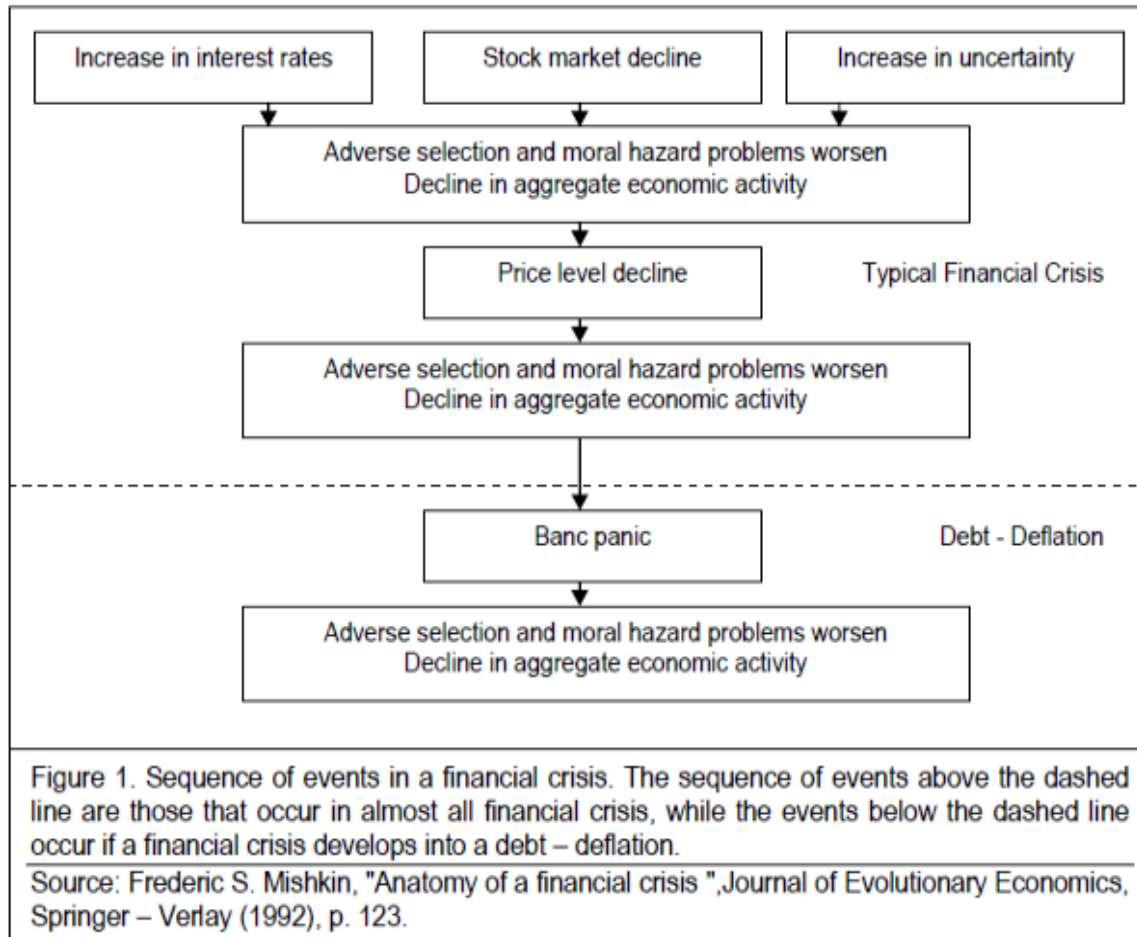 Increase in interest rates
Stock market decline
Increase in uncertainty
Adverse selection and moral hazard problems worsen
Decline in aggregate economic activity
Price level decline
Typical Financial Crisis
Adverse selection and moral hazard problems worsen
Decline in aggregate economic activity
Banc panic
Debt - Deflation
Adverse selection and moral hazard problems worsen
Decline in aggregate economic activity
Figure 1. Sequence of events in a financial crisis. The sequence of events above the dashed
line are those that occur in almost all financial crisis, while the events below the dashed line
occur if a financial crisis develops into a debt – deflation.
Source: Frederic S. Mishkin, "Anatomy of a financial crisis ",Journal of Evolutionary Economics,
Springer – Verlay (1992), p. 123.